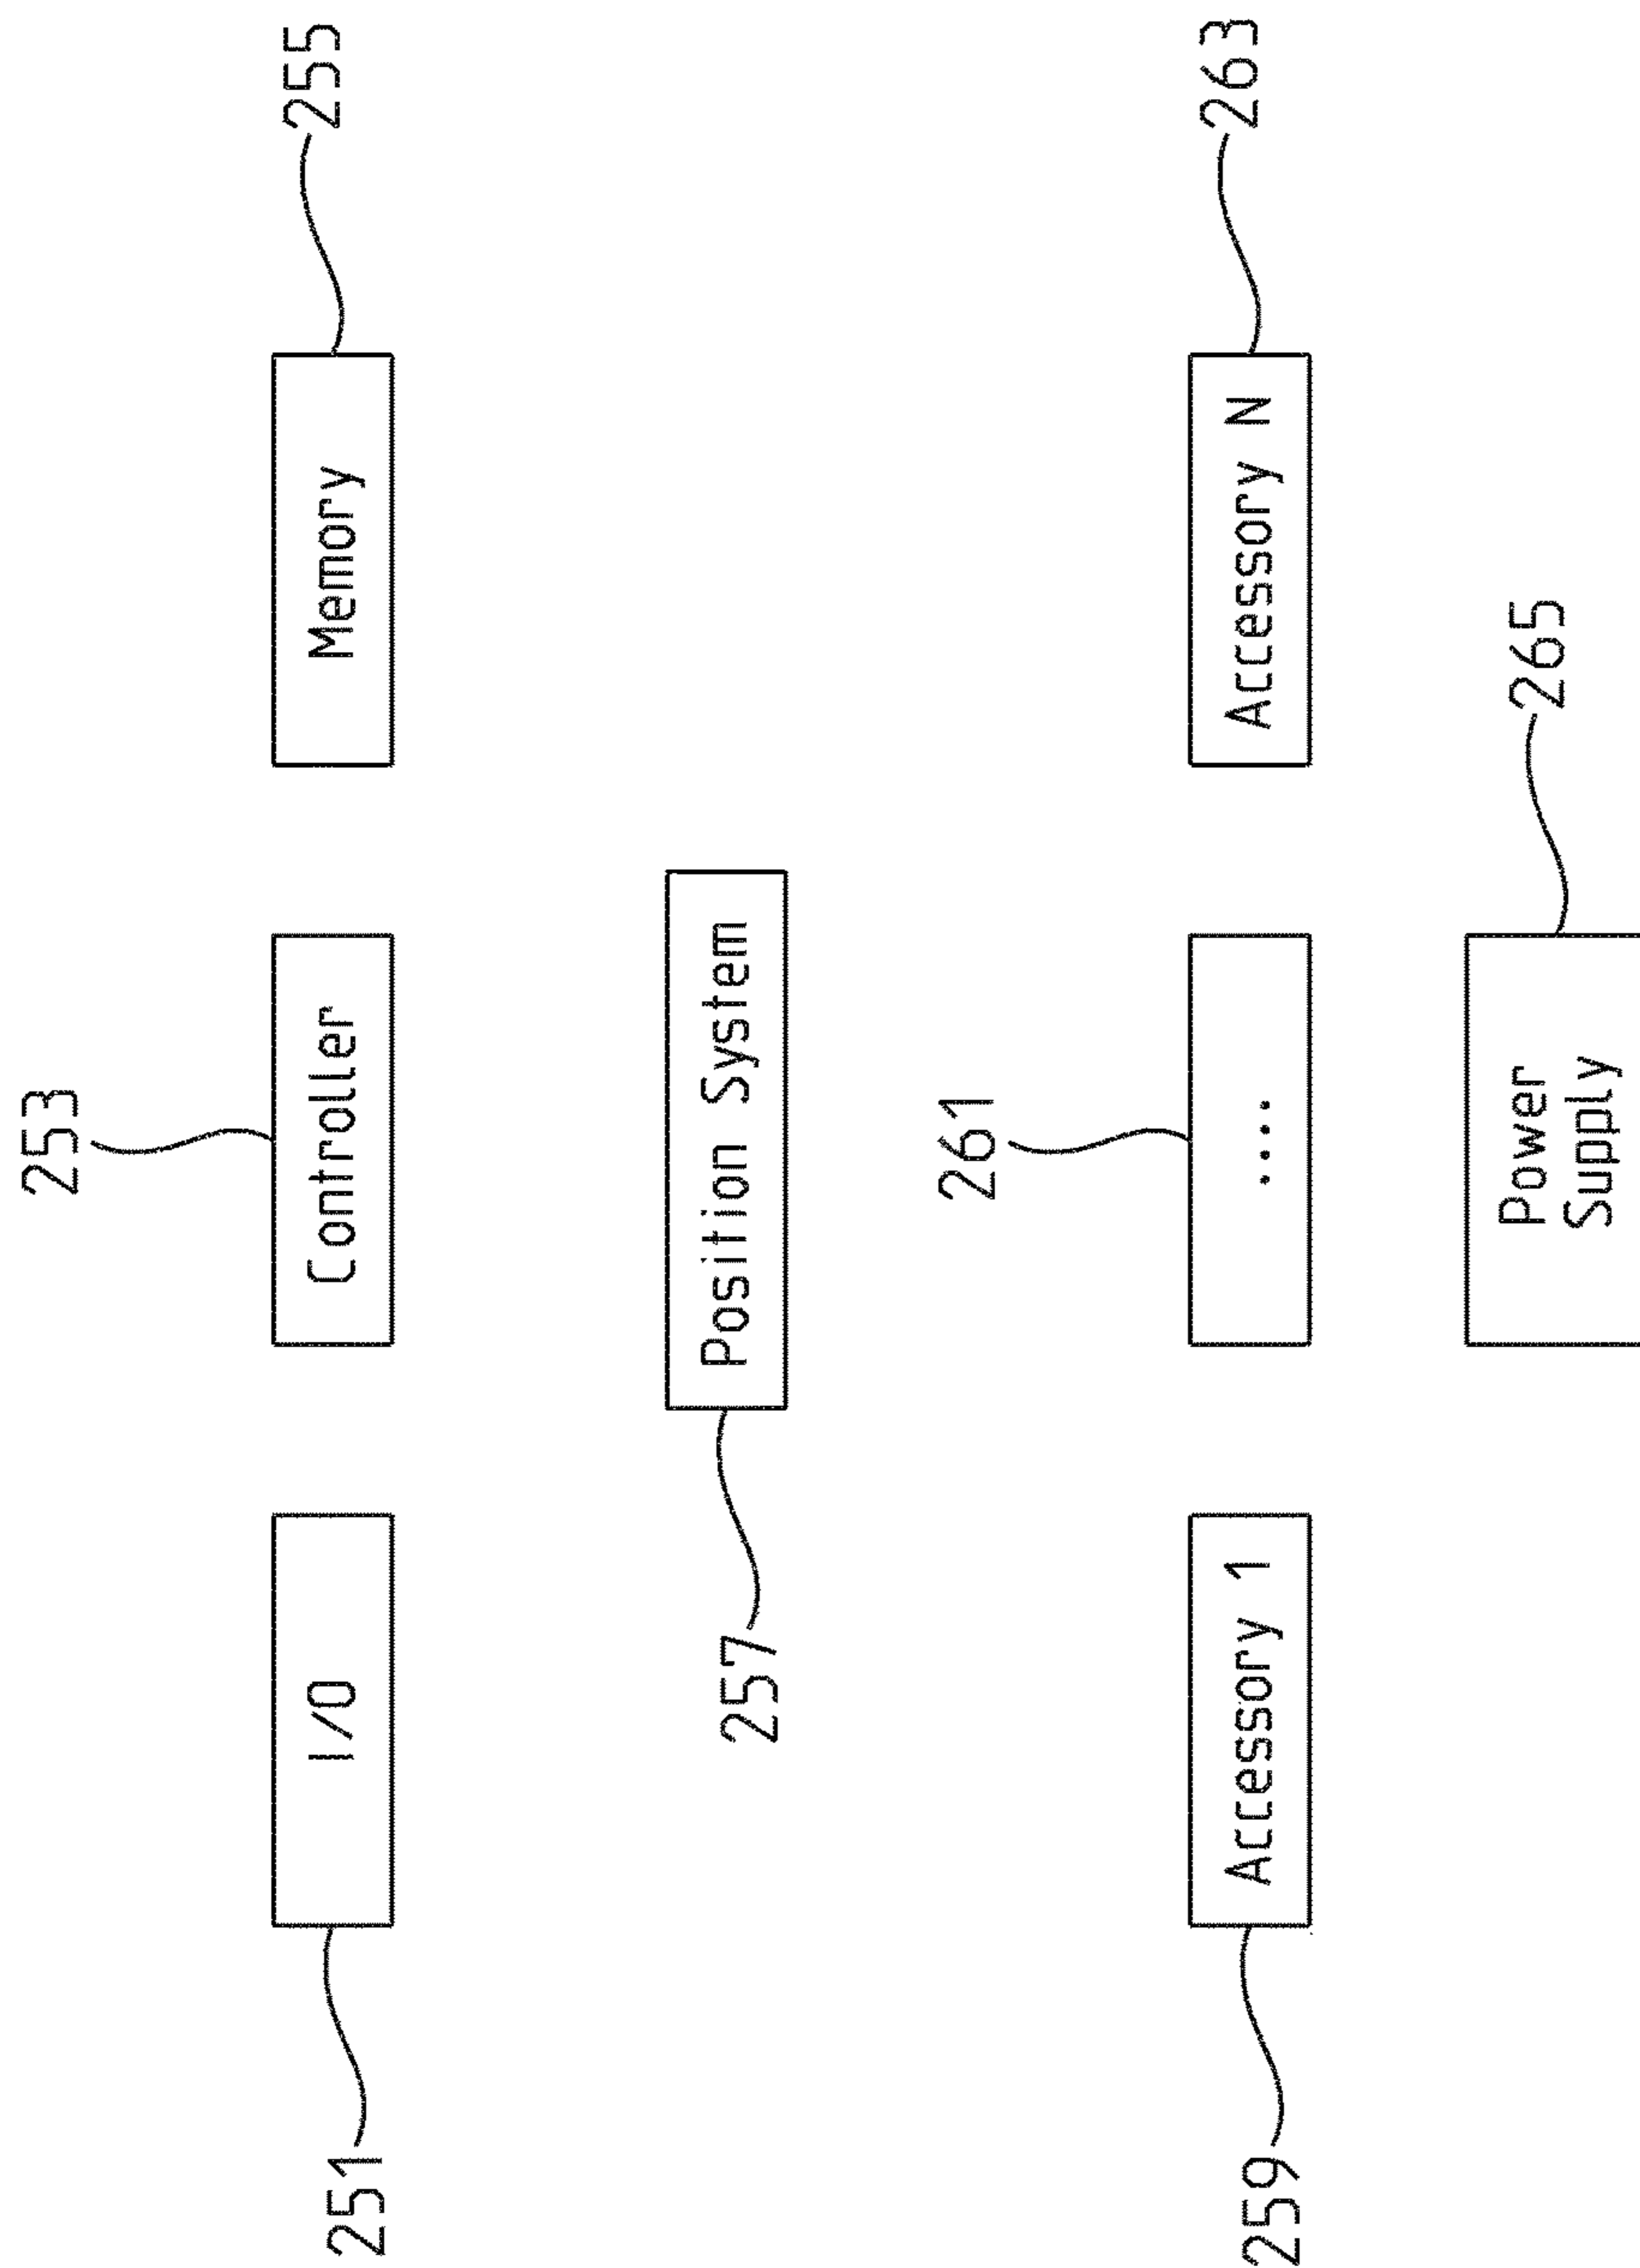 253
255
I/O
Controller
Memory
251
Position System
257
261
263
Accessory 1
....
Accessory N
259
265
Power
Supply